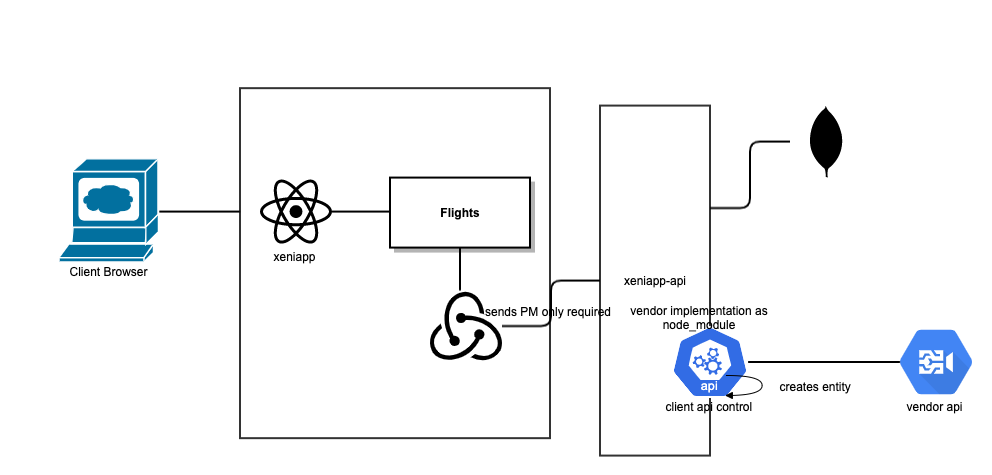 Flights
xeniapp
Client Browser
xeniapp-api
sends PM only required
vendor implementation as
node_module
api
creates entity
client api control
vendor api